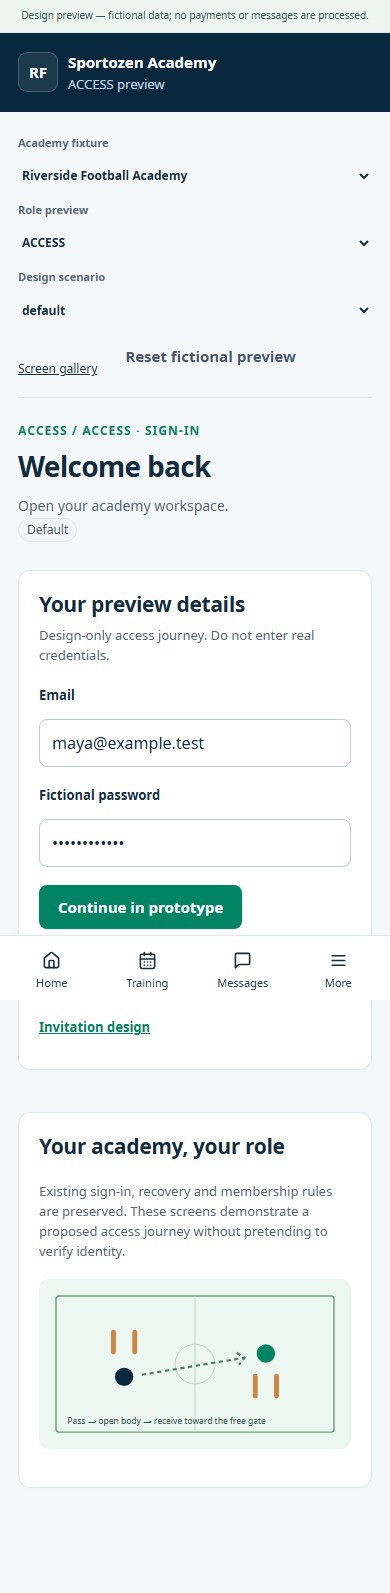 Design preview — fictional data; no payments or messages are processed.
RF
Sportozen Academy
ACCESS preview
Academy fixture
Riverside Football Academy
Role preview
ACCESS
Design scenario
default
Screen gallery
Reset fictional preview
ACCESS / ACCESS · SIGN-IN
Welcome back
Open your academy workspace.
Default
Your preview details
Design-only access journey. Do not enter real
credentials.
Email
maya@example.test
Fictional password
••••••••••••
Continue in prototype
Home
Training
Messages
More
Invitation design
Your academy, your role
Existing sign-in, recovery and membership rules
are preserved. These screens demonstrate a
proposed access journey without pretending to
verify identity.
Pass → open body → receive toward the free gate